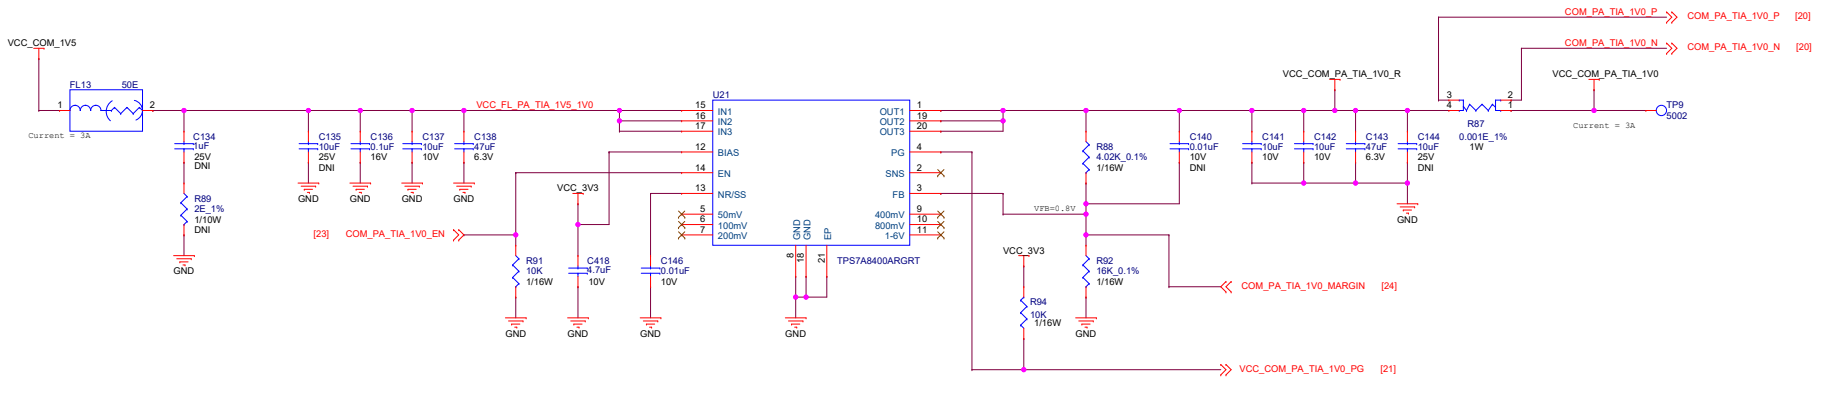 COM_PA_TIA_1V0_P
COM_PA_TIA_1V0_P [20]
VCC_COM_1V5
COM_PA_TIA_1V0_N
COM_PA_TIA_1V0_N [20]
FL13 50E
1 2
Current = 3A
VCC_FL_PA_TIA_1V5_1V0
C134
1uF
25V
DNI
R89
2E_1%
1/10W
DNI
GND
C135
10uF
25V
DNI
GND
C136
0.1uF
16V
GND
C137
10uF
10V
GND
C138
47uF
6.3V
GND
[23] COM_PA_TIA_1V0_EN
R91
10K
1/16W
GND
VCC_3V3
C418
4.7uF
10V
GND
C146
0.01uF
10V
GND
U21
15 IN1
16 IN2
17 IN3
12 BIAS
14 EN
13 NR/SS
5 50mV
6 100mV
7 200mV
OUT1 1
OUT2 19
OUT3 20
PG 4
SNS 2
FB 3
400mV 9
800mV 10
1-6V 11
GND
GND
EP
8
18
21
TPS7A8400ARGRT
GND
VFB=0.8V
R88
4.02K_0.1%
1/16W
R92
16K_0.1%
1/16W
GND
VCC_3V3
R94
10K
1/16W
C140
0.01uF
10V
DNI
C141
10uF
10V
C142
10uF
10V
C143
47uF
6.3V
C144
10uF
25V
DNI
GND
VCC_COM_PA_TIA_1V0_R
VCC_COM_PA_TIA_1V0
3 2
4 1
R87
0.001E_1%
1W
Current = 3A
TP9
5002
COM_PA_TIA_1V0_MARGIN [24]
VCC_COM_PA_TIA_1V0_PG [21]